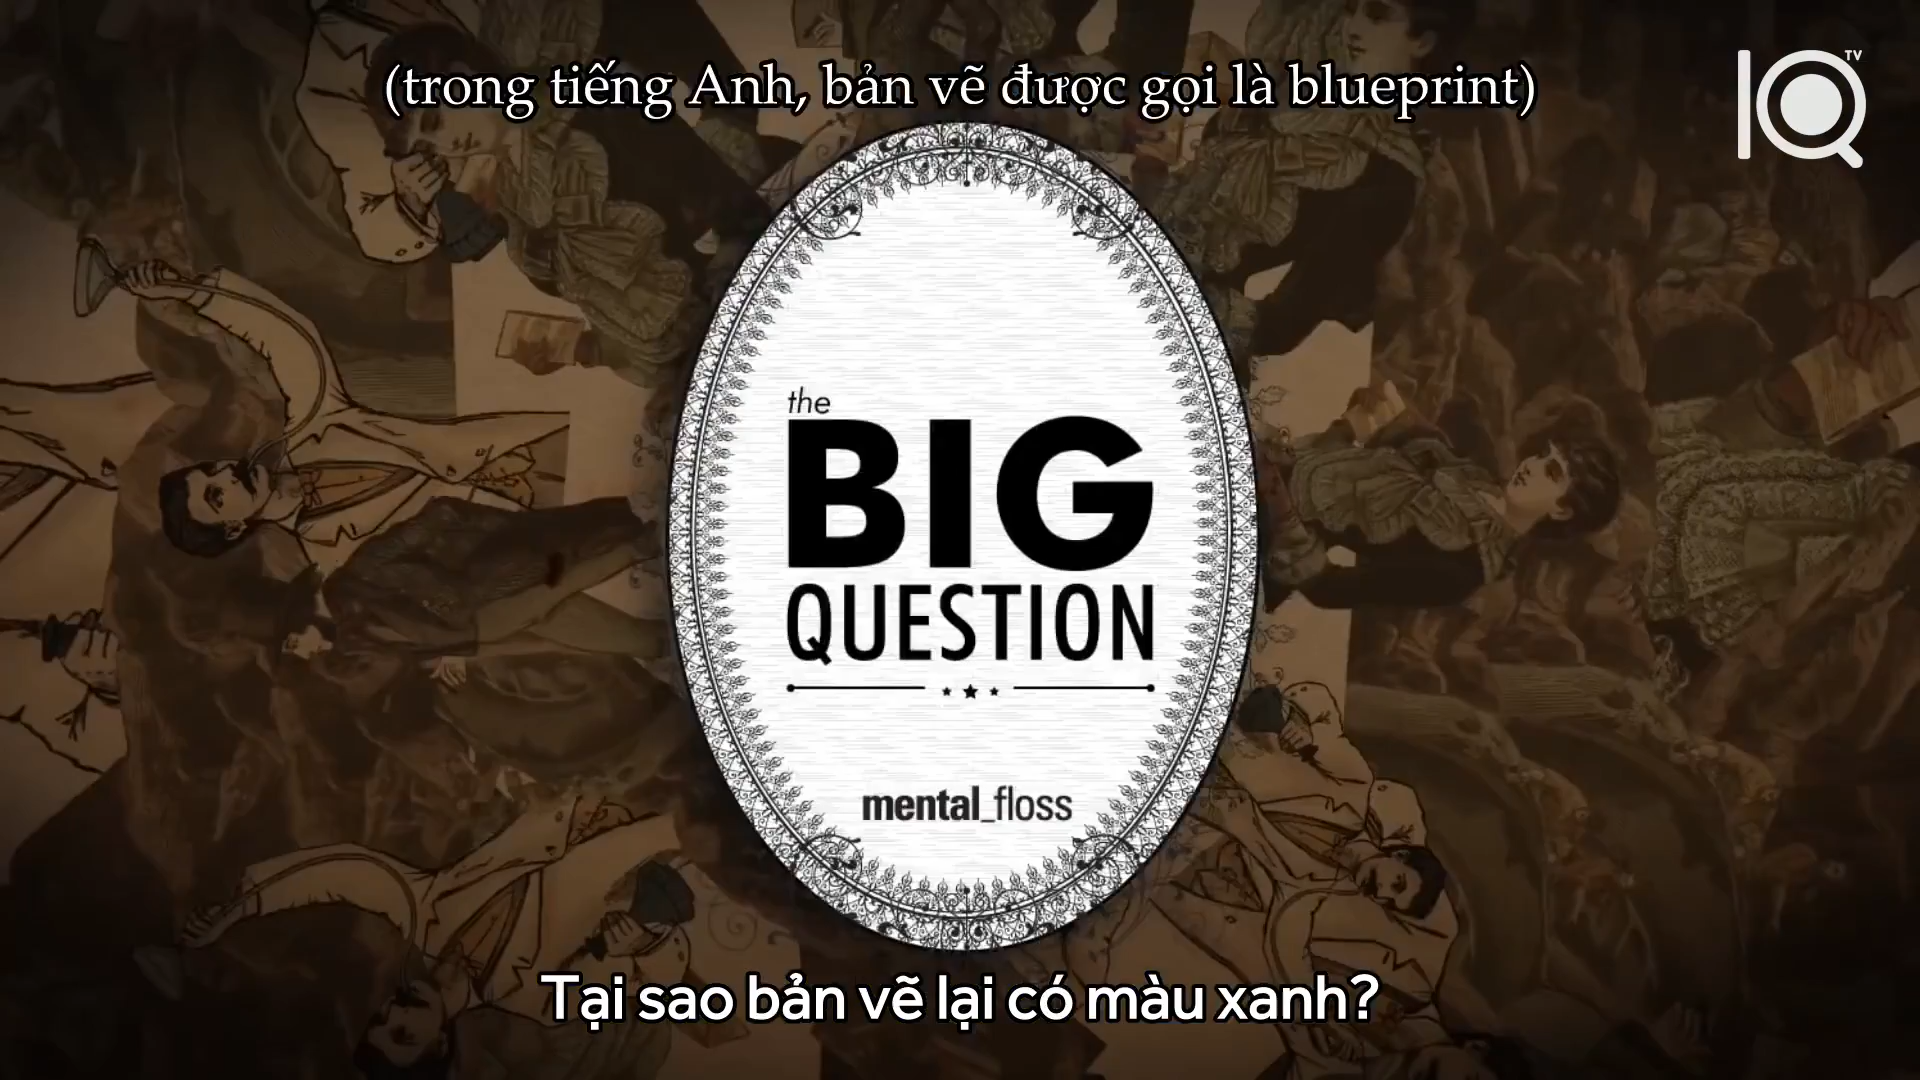 (trong tiếng Anh, bản vẽ được gọi là blueprint)
IQ TV
the
BIG
QUESTION
mental_floss
Tại sao bản vẽ lại có màu xanh?